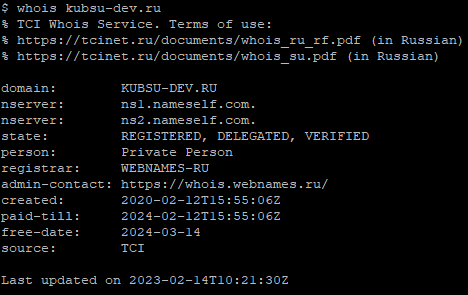 $ whois kubsu-dev.ru
% TCI Whois Service. Terms of use:
% https://tcinet.ru/documents/whois_ru_rf.pdf (in Russian)
% https://tcinet.ru/documents/whois_su.pdf (in Russian)

domain:        KUBSU-DEV.RU
nserver:       ns1.nameself.com.
nserver:       ns2.nameself.com.
state:         REGISTERED, DELEGATED, VERIFIED
person:        Private Person
registrar:     WEBNAMES-RU
admin-contact: https://whois.webnames.ru/
created:       2020-02-12T15:55:06Z
paid-till:     2024-02-12T15:55:06Z
free-date:     2024-03-14
source:        TCI

Last updated on 2023-02-14T10:21:30Z